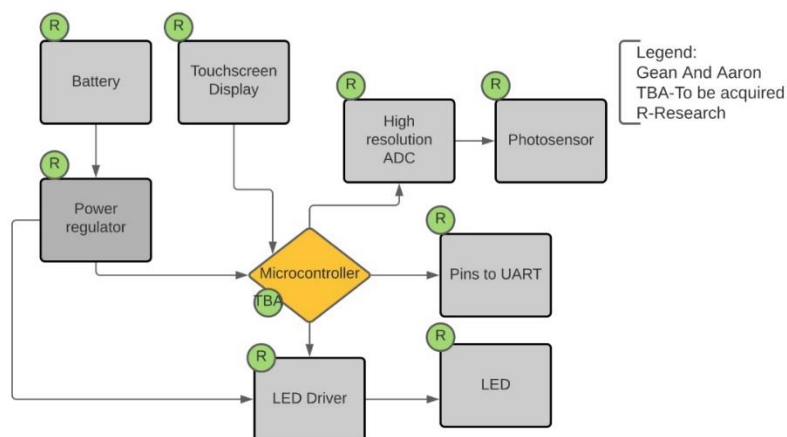 R
Battery
R
Touchscreen
Display
R
High
resolution
ADC
R
Photosensor
Legend:
Gean And Aaron
TBA-To be acquired
R-Research
R
Power
regulator
Microcontroller
TBA
R
Pins to UART
R
LED Driver
R
LED